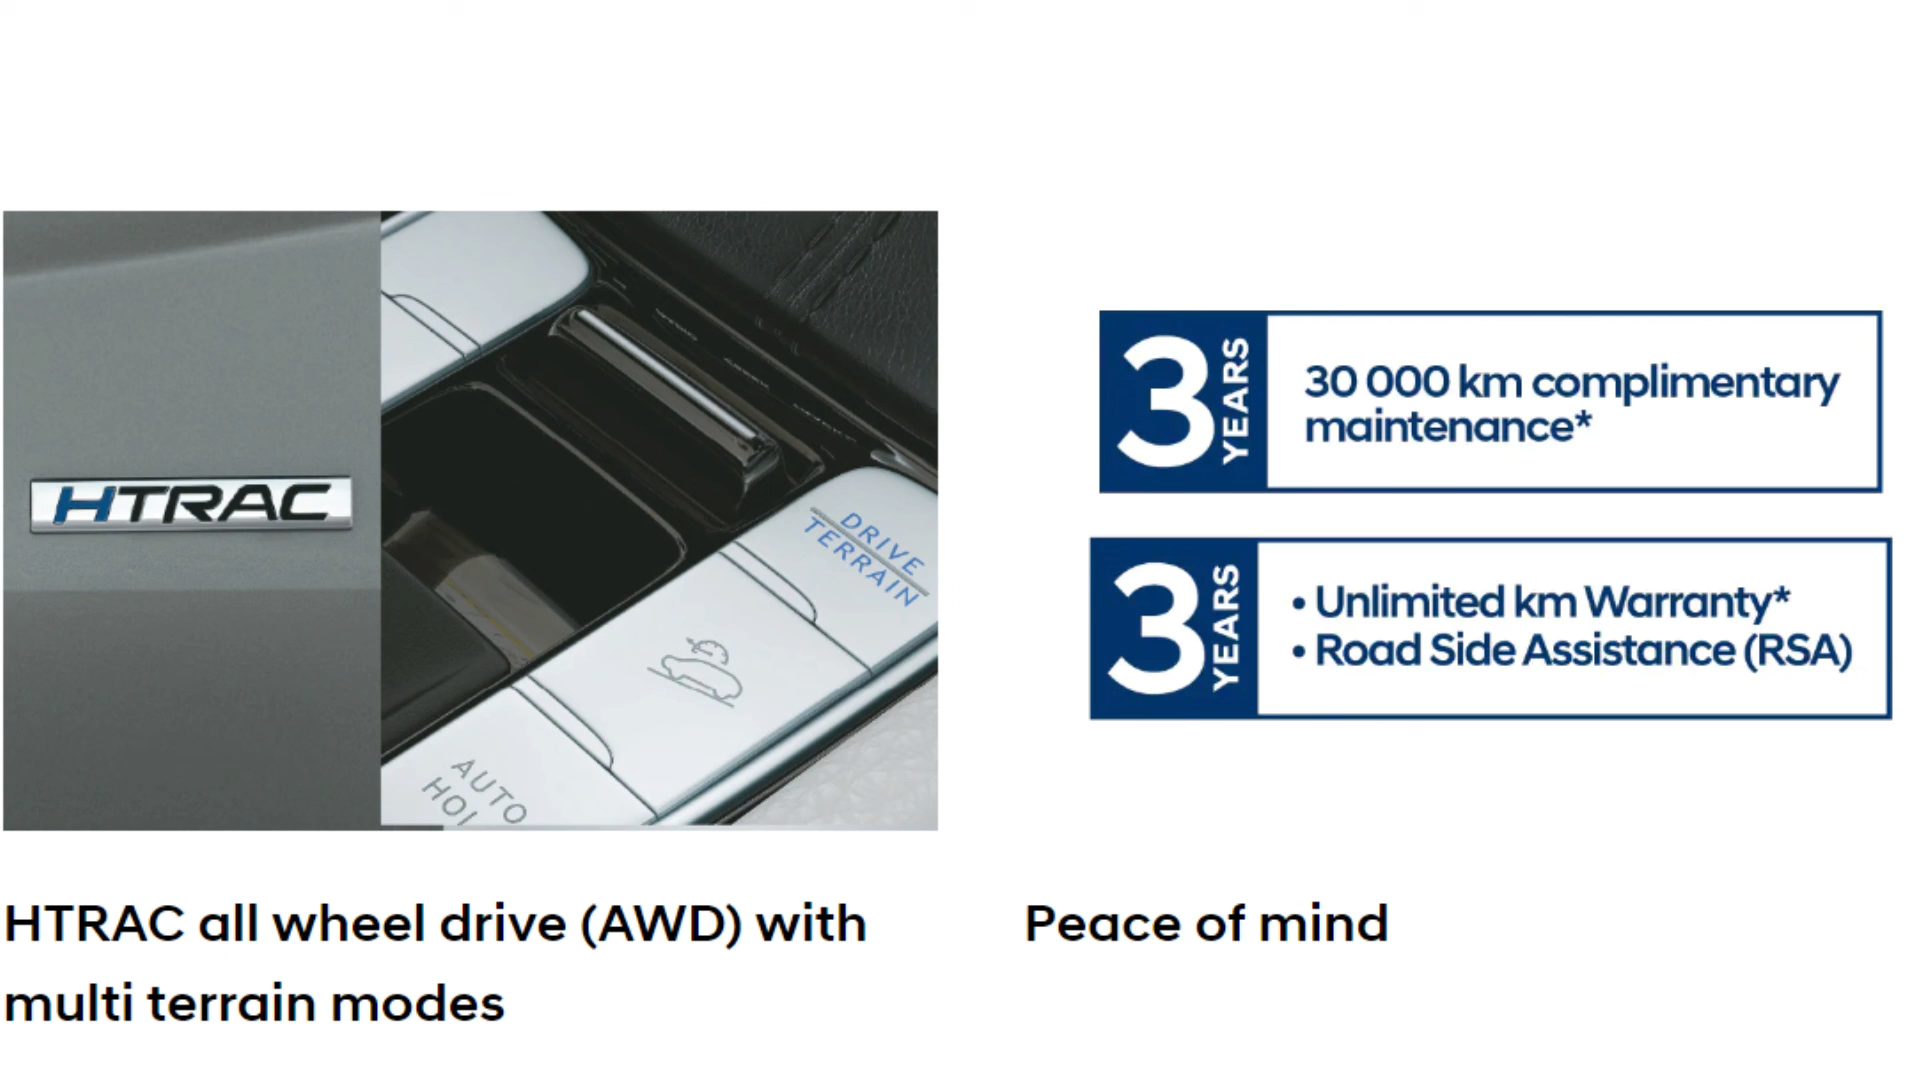 HTRAC
DRIVE
TERRAIN
AUTO
3 YEARS
30 000 km complimentary
maintenance*
3 YEARS
• Unlimited km Warranty*
• Road Side Assistance (RSA)
HTRAC all wheel drive (AWD) with
multi terrain modes
Peace of mind